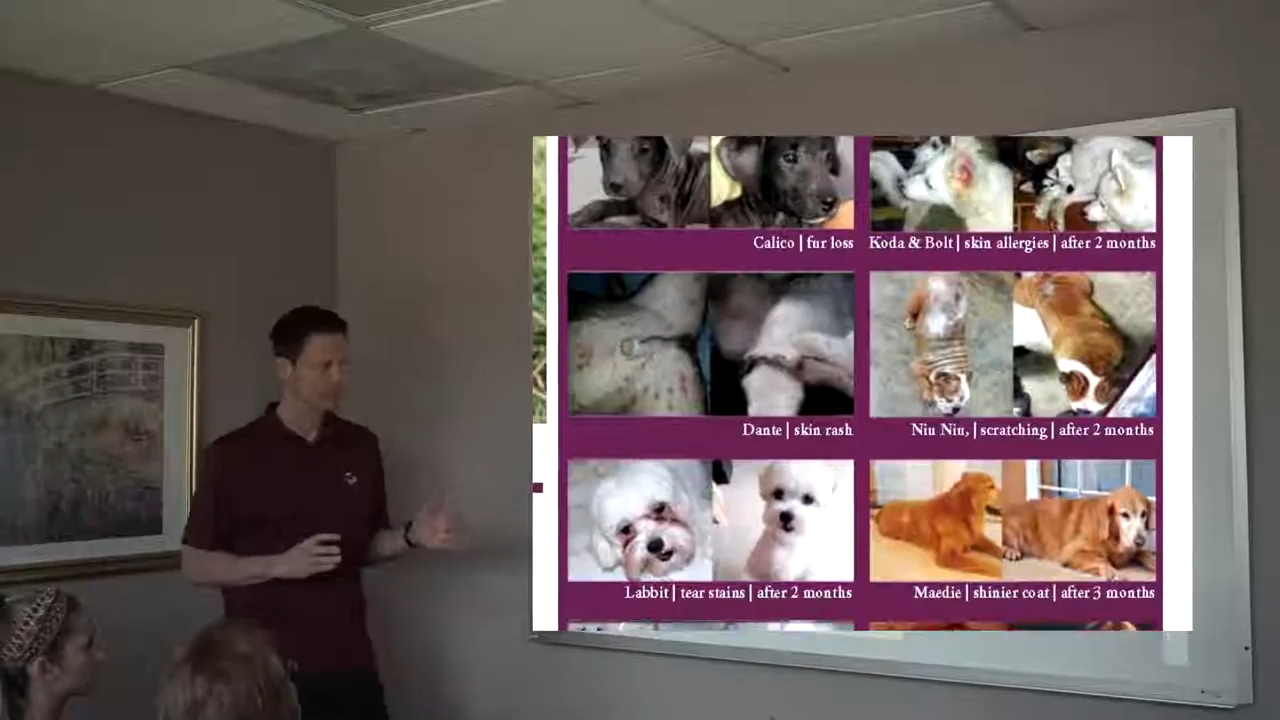 Calico | fur loss
Koda & Bolt | skin allergies | after 2 months
Dante | skin rash
Niu Niu, | scratching | after 2 months
Labbit | tear stains | after 2 months
Maedie | shinier coat | after 3 months